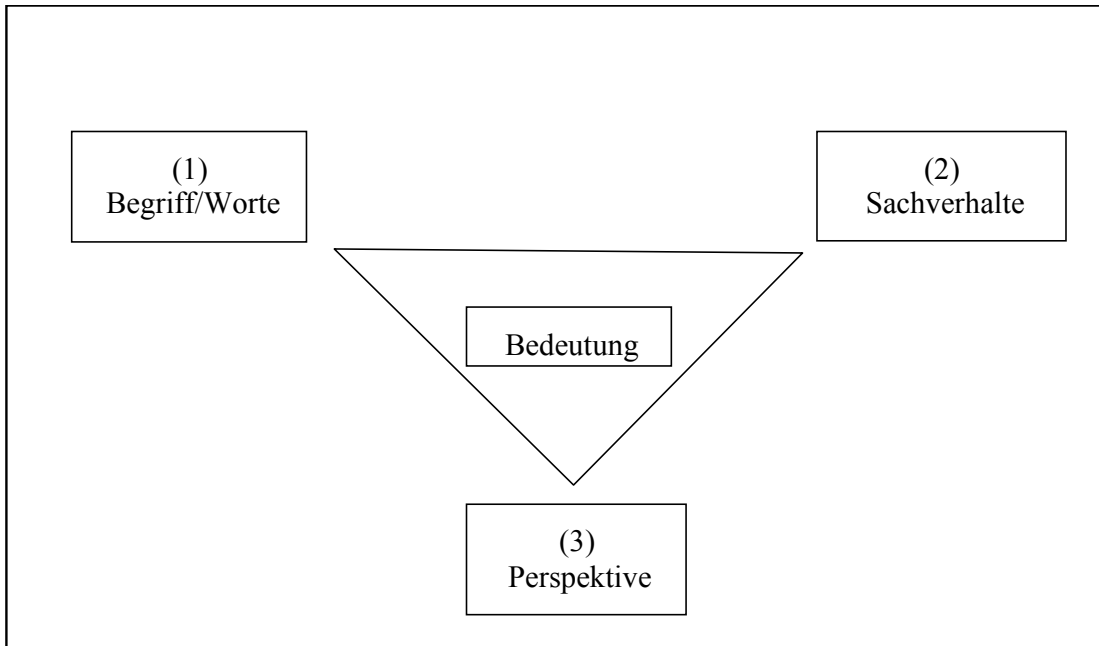 (1)
Begriff/Worte
(2)
Sachverhalte
Bedeutung
(3)
Perspektive